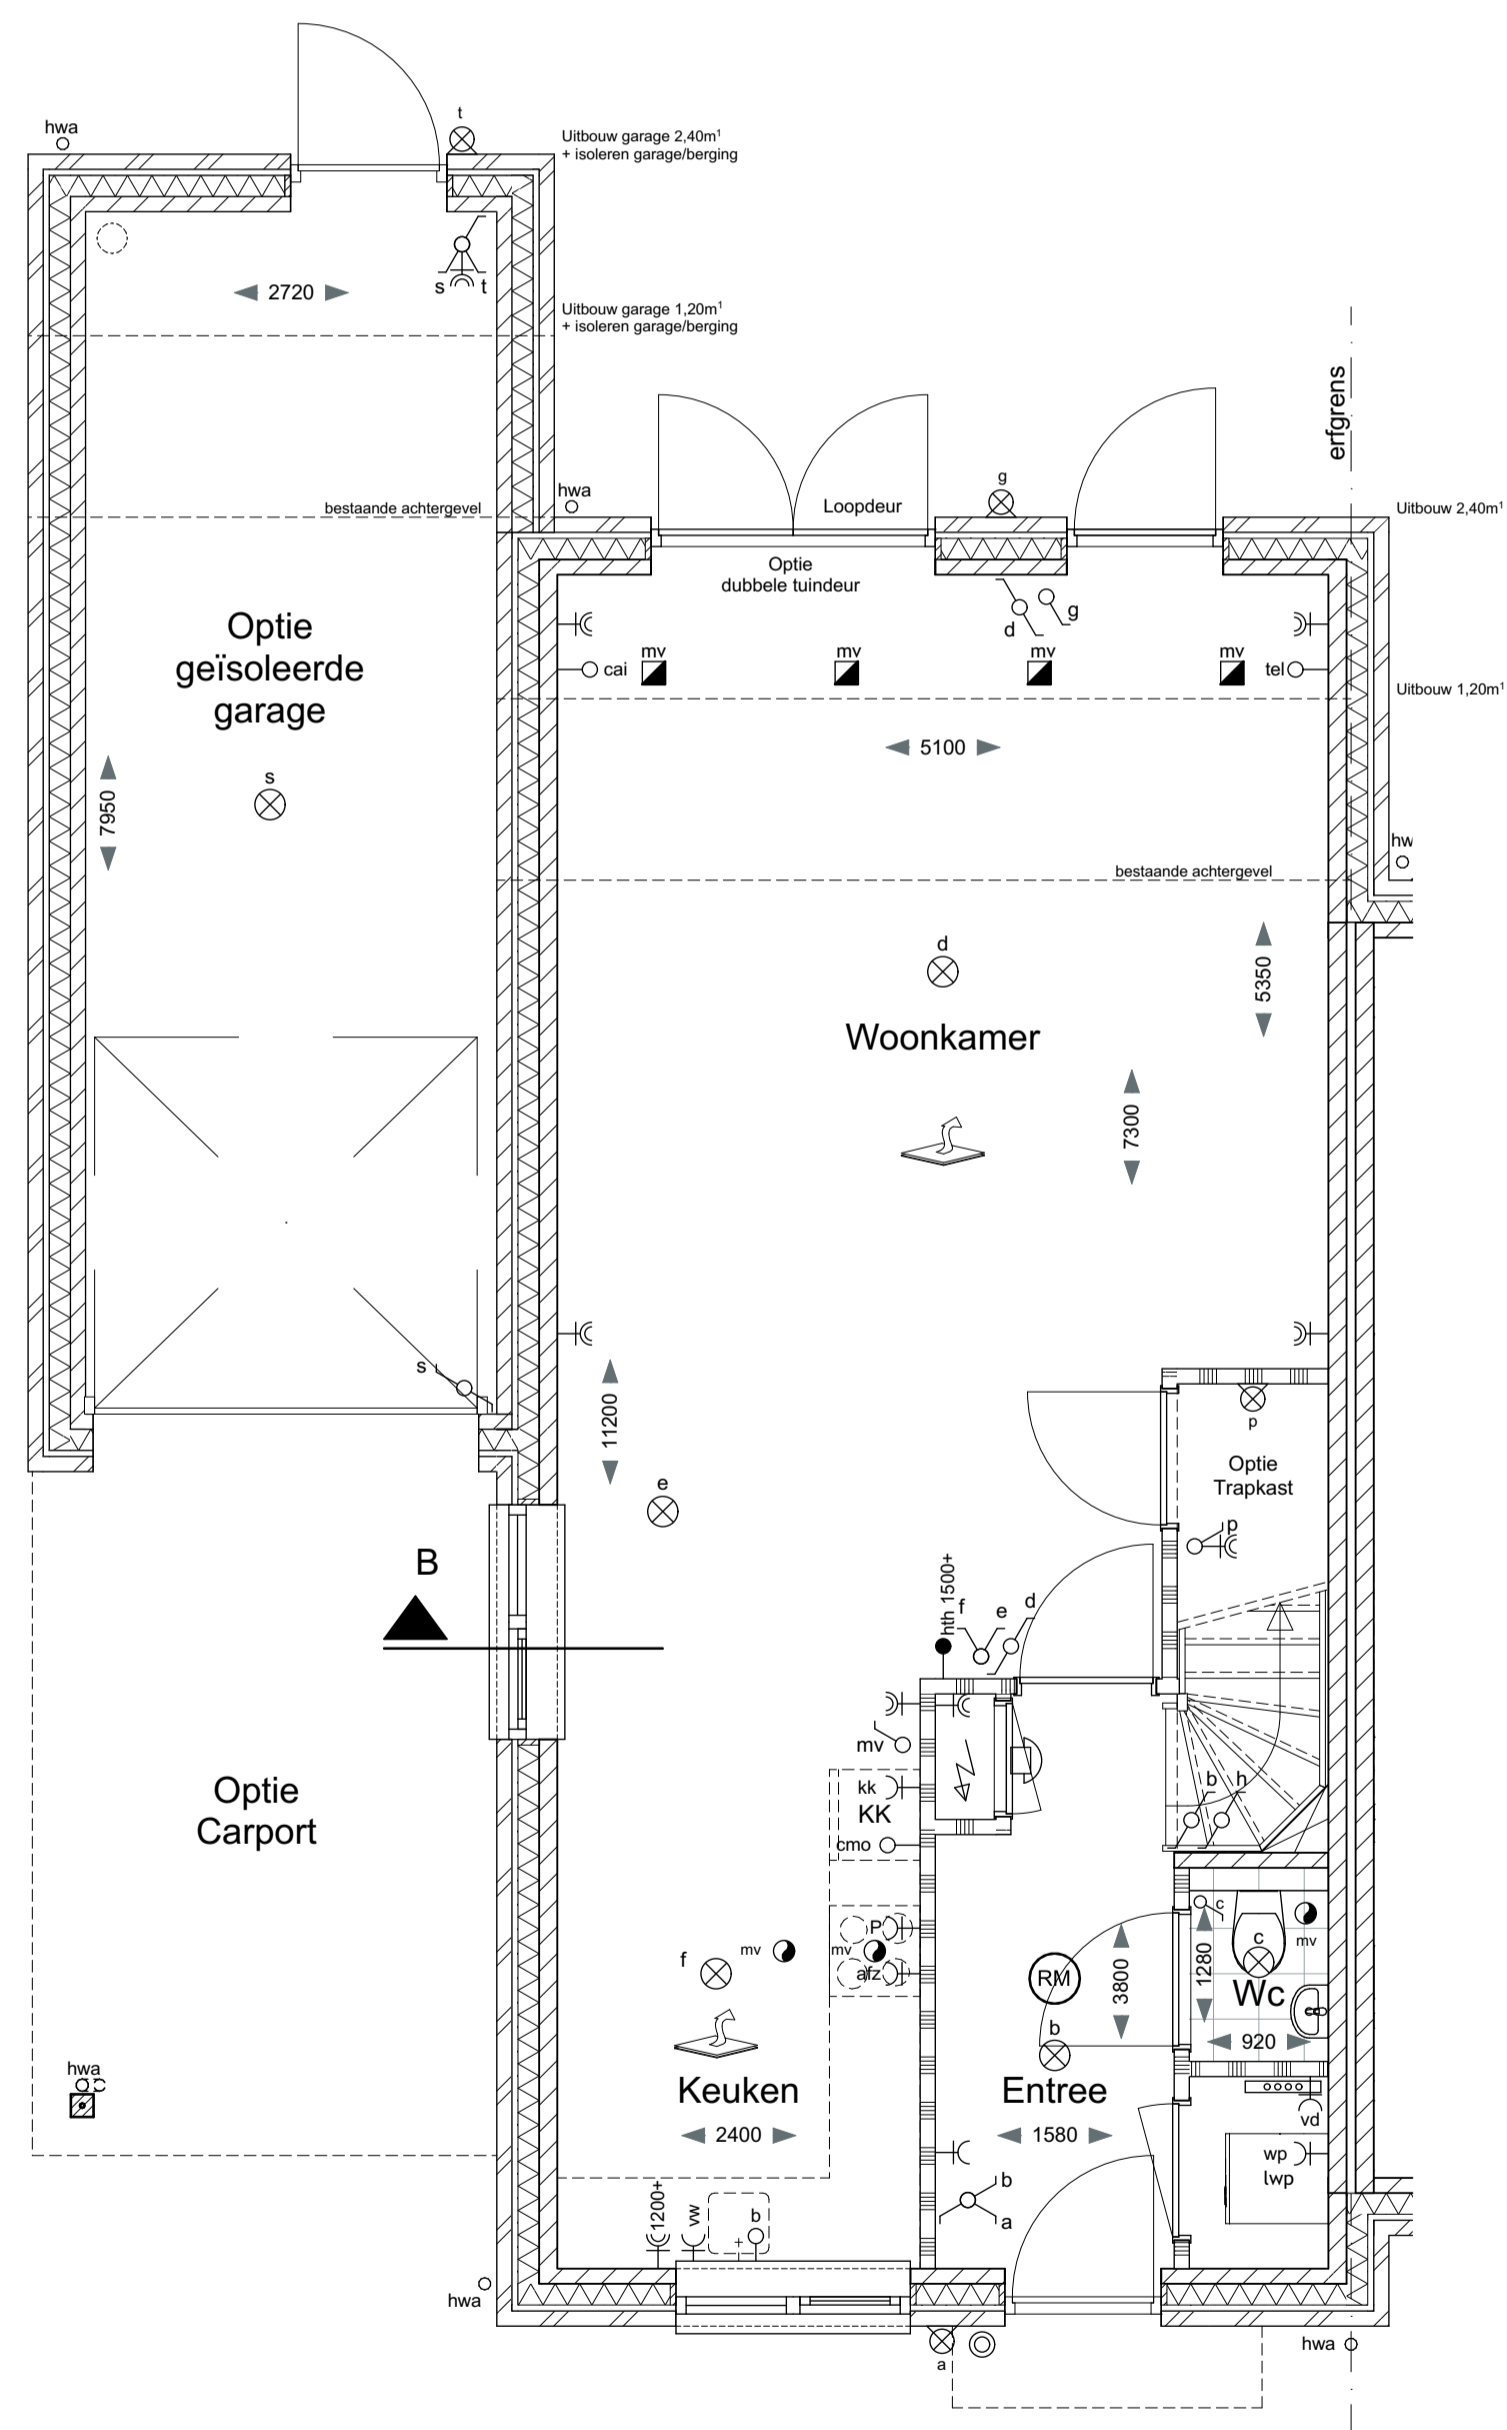 t
hwa
Uitbouw garage 2,40m¹
+ isoleren garage/berging
s t
2720
Uitbouw garage 1,20m¹
+ isoleren garage/berging
erfgrens
g
hwa
bestaande achtergevel
Loopdeur
Uitbouw 2,40m¹
Optie
dubbele tuindeur
d
g
Optie
geïsoleerde
garage
mv
mv
mv
mv
cai
tel
Uitbouw 1,20m¹
5100
s
7950
hw
bestaande achtergevel
d
5350
Woonkamer
7300
s
11200
p
Optie
Trapkast
e
p
B
hth 1500+
f
e
d
mv
kk
KK
b
h
cmo
Optie
Carport
c
P
mv
mv
mv
afz
f
c
1280
RM
3800
Wc
b
920
hwa
Keuken
Entree
vd
2400
1580
wp
lwp
b
a
1200+
vw
b
+
hwa
a
hwa